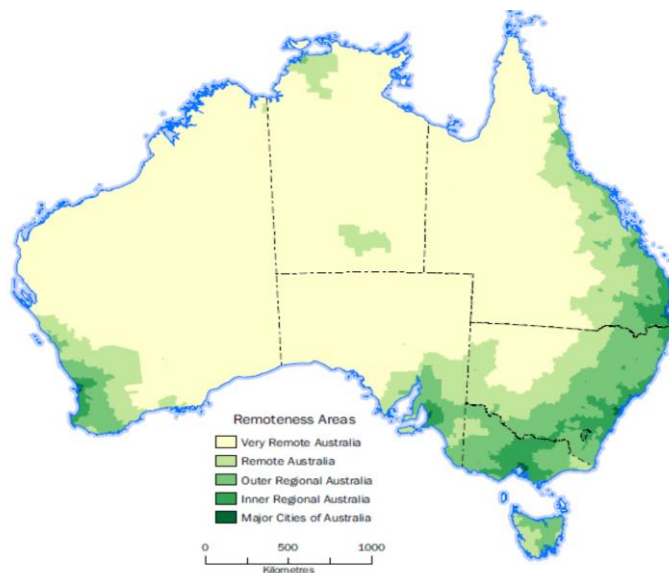 Remoteness Areas
Very Remote Australia
Remote Australia
Outer Regional Australia
Inner Regional Australia
Major Cities of Australia
0 500 1000
Kilometres